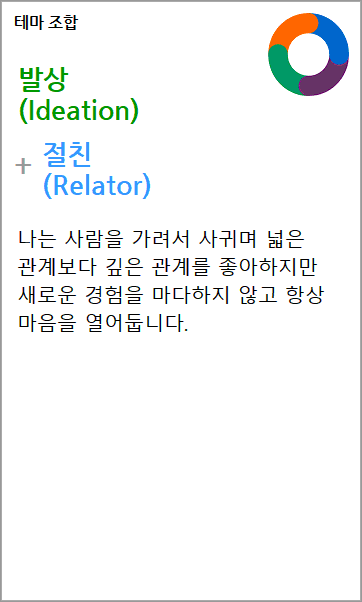 테마 조합
발상
(Ideation)
+ 절친
(Relator)
나는 사람을 가려서 사귀며 넓은
관계보다 깊은 관계를 좋아하지만
새로운 경험을 마다하지 않고 항상
마음을 열어둡니다.